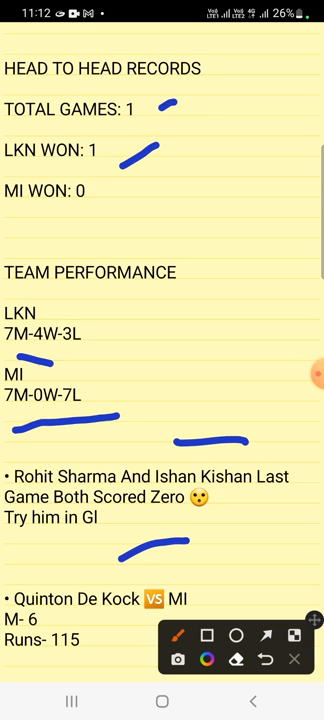 11:12
26%
HEAD TO HEAD RECORDS
TOTAL GAMES: 1
LKN WON: 1
MI WON: 0
TEAM PERFORMANCE
LKN
7M-4W-3L
MI
7M-0W-7L
• Rohit Sharma And Ishan Kishan Last
Game Both Scored Zero 😯
Try him in Gl
• Quinton De Kock 🆚 MI
M- 6
Runs- 115